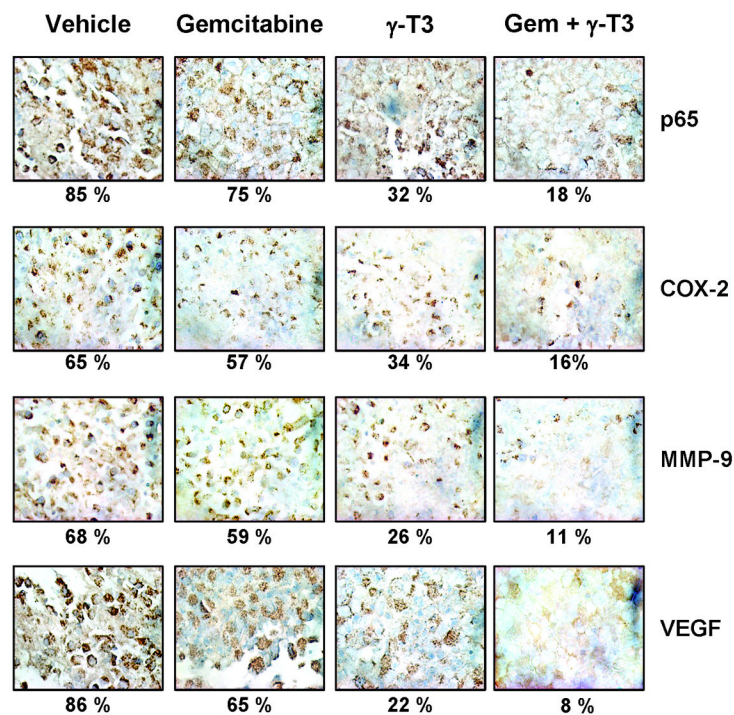 Vehicle Gemcitabine γ-T3 Gem + γ-T3
p65
85 % 75 % 32 % 18 %
COX-2
65 % 57 % 34 % 16%
MMP-9
68 % 59 % 26 % 11 %
VEGF
86 % 65 % 22 % 8 %